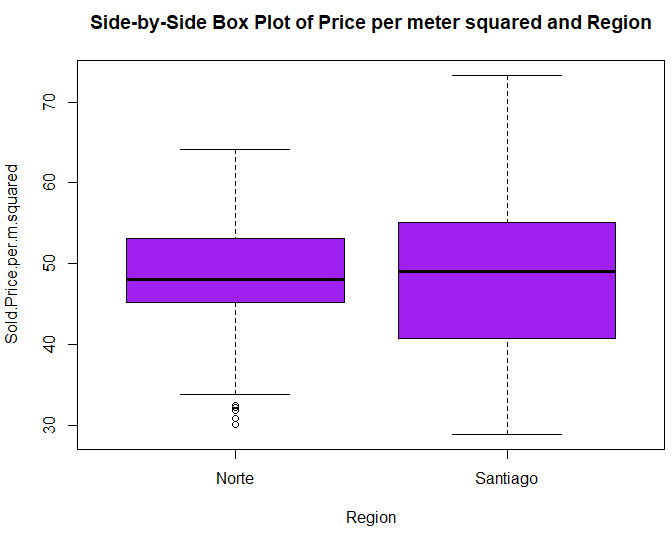 Side-by-Side Box Plot of Price per meter squared and Region
Sold.Price.per.m.squared
70
60
50
40
30
Norte Santiago
Region